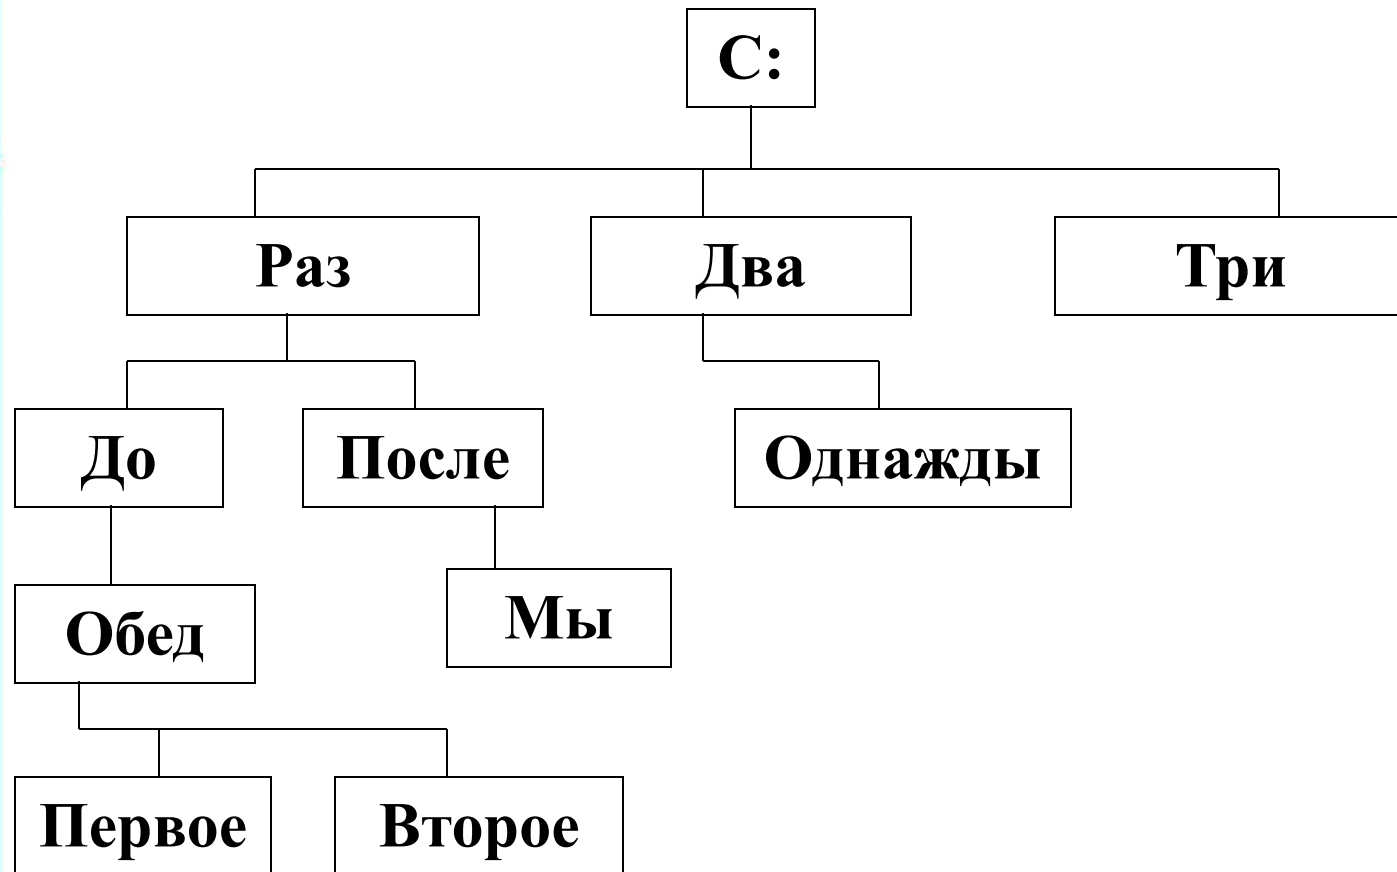 С:
Раз Два Три
До После Однажды
Обед Мы
Первое Второе